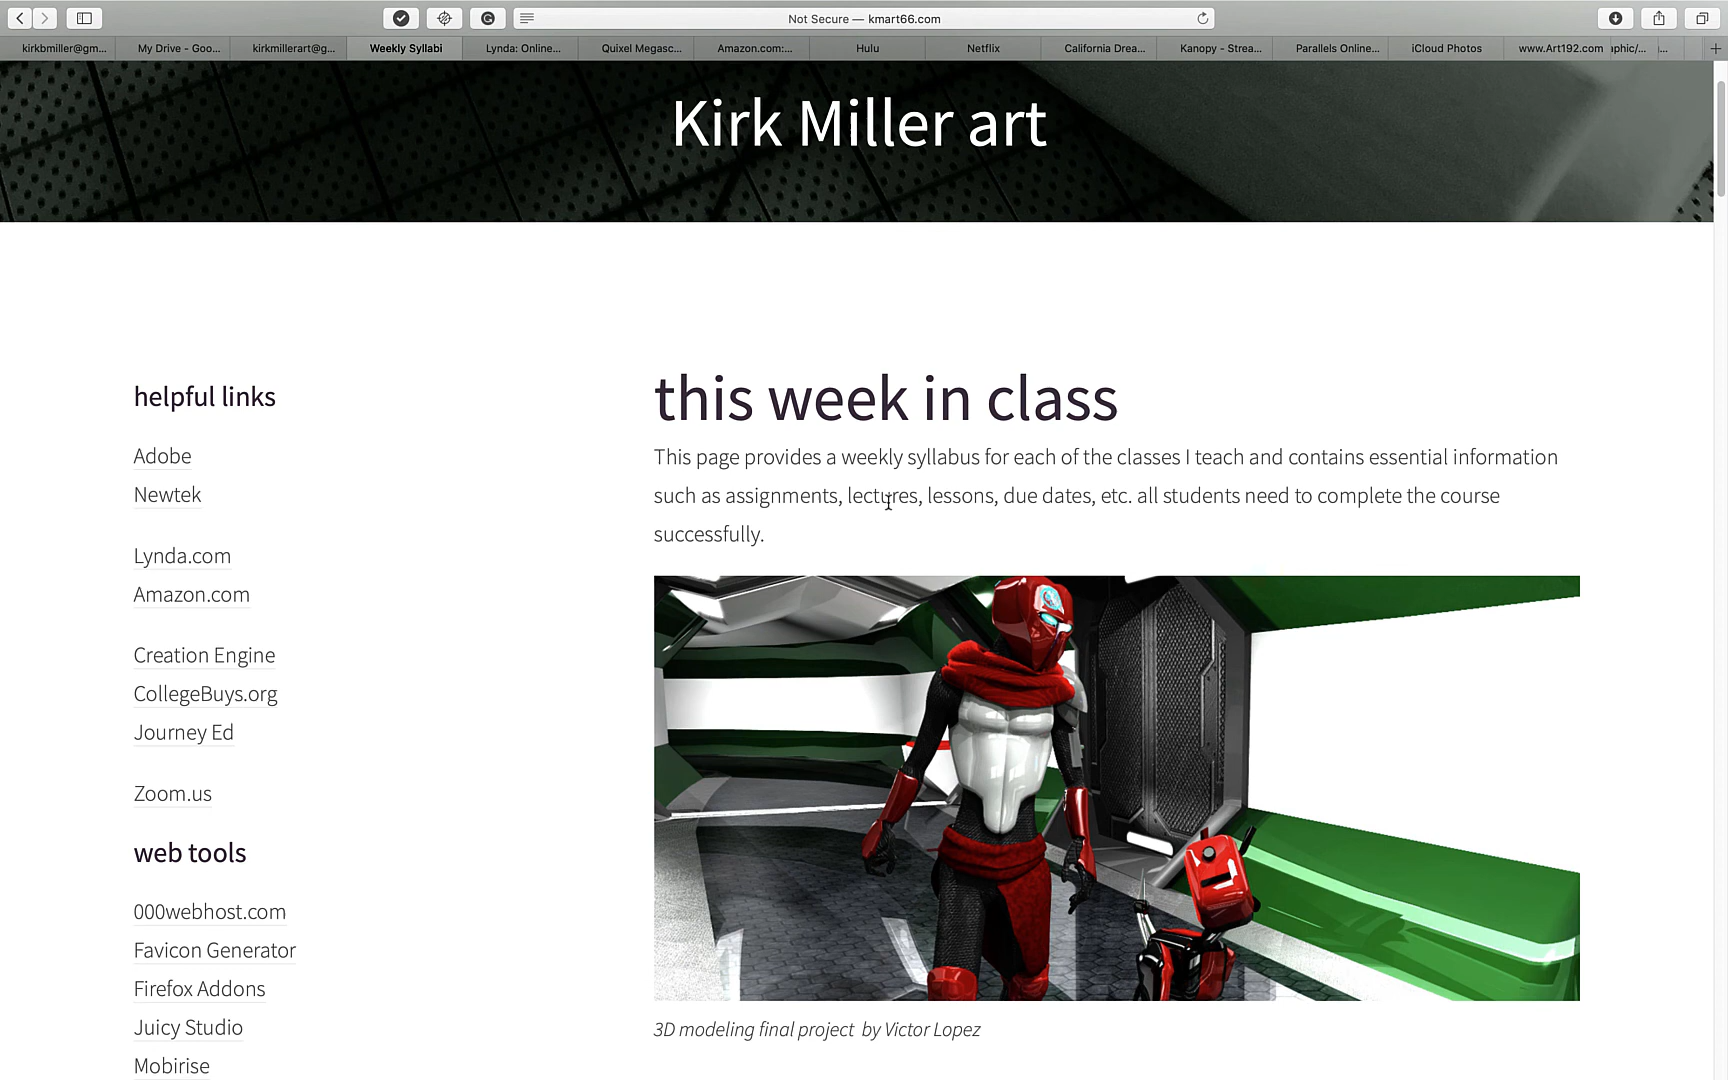 Not Secure — kmart66.com
kirkbmiller@gm...
My Drive - Goo...
kirkmillerart@g...
Weekly Syllabi
Lynda: Online...
Quixel Megasc...
Amazon.com:...
Hulu
Netflix
California Drea...
Kanopy - Strea...
Parallels Online...
iCloud Photos
www.Art192.com
aphic/...
...
Kirk Miller art
helpful links
Adobe
Newtek
Lynda.com
Amazon.com
Creation Engine
CollegeBuys.org
Journey Ed
Zoom.us
web tools
000webhost.com
Favicon Generator
Firefox Addons
Juicy Studio
Mobirise
this week in class
This page provides a weekly syllabus for each of the classes I teach and contains essential information
such as assignments, lectures, lessons, due dates, etc. all students need to complete the course
successfully.
3D modeling final project by Victor Lopez